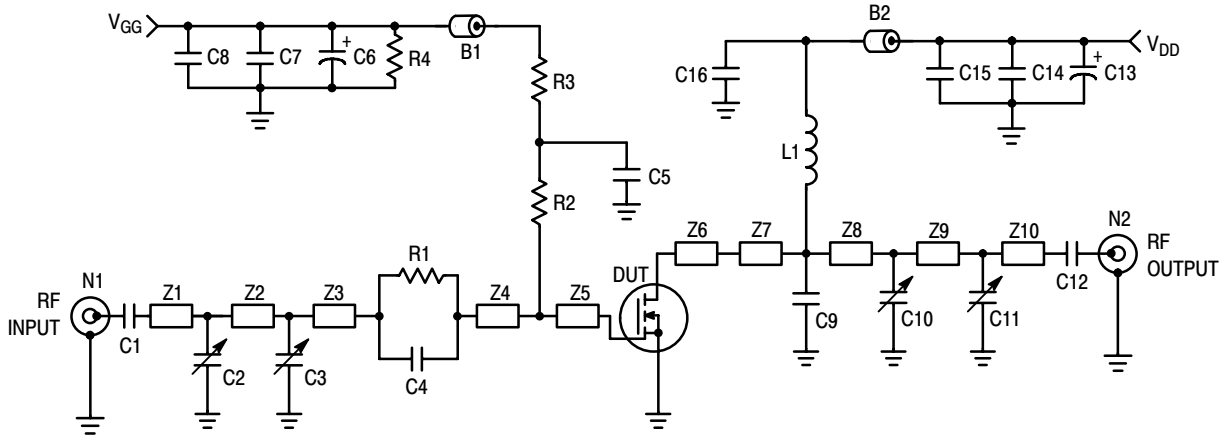 V_GG
B1
C8
C7
+
C6
R4
R3
C5
R2
B2
V_DD
C16
C15
C14
+
C13
L1
N1
RF
INPUT
C1
Z1
Z2
Z3
R1
C4
Z4
Z5
C2
C3
DUT
Z6
Z7
Z8
Z9
Z10
C9
C10
C11
C12
N2
RF
OUTPUT